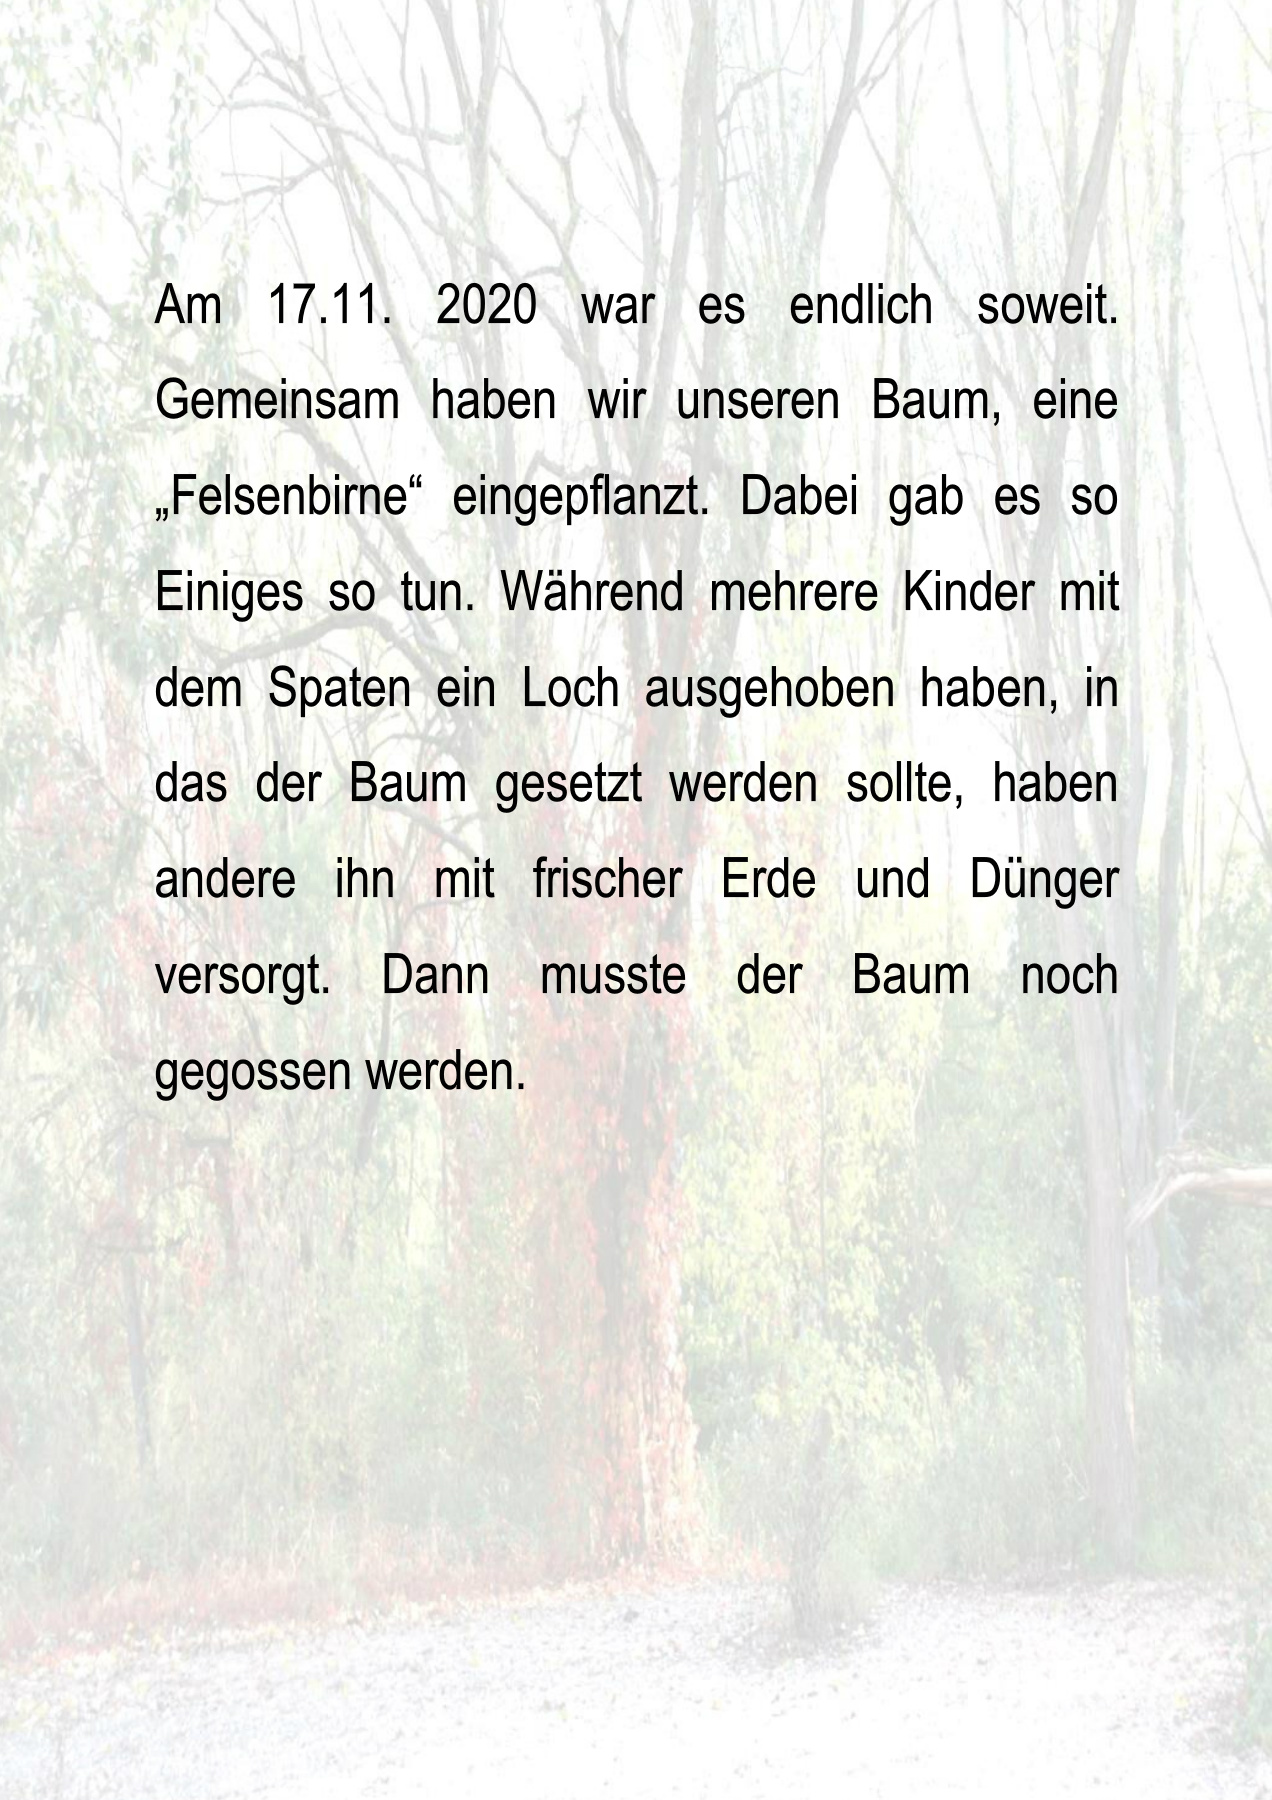 Am 17.11. 2020 war es endlich soweit.
Gemeinsam haben wir unseren Baum, eine
„Felsenbirne“ eingepflanzt. Dabei gab es so
Einiges so tun. Während mehrere Kinder mit
dem Spaten ein Loch ausgehoben haben, in
das der Baum gesetzt werden sollte, haben
andere ihn mit frischer Erde und Dünger
versorgt. Dann musste der Baum noch
gegossen werden.